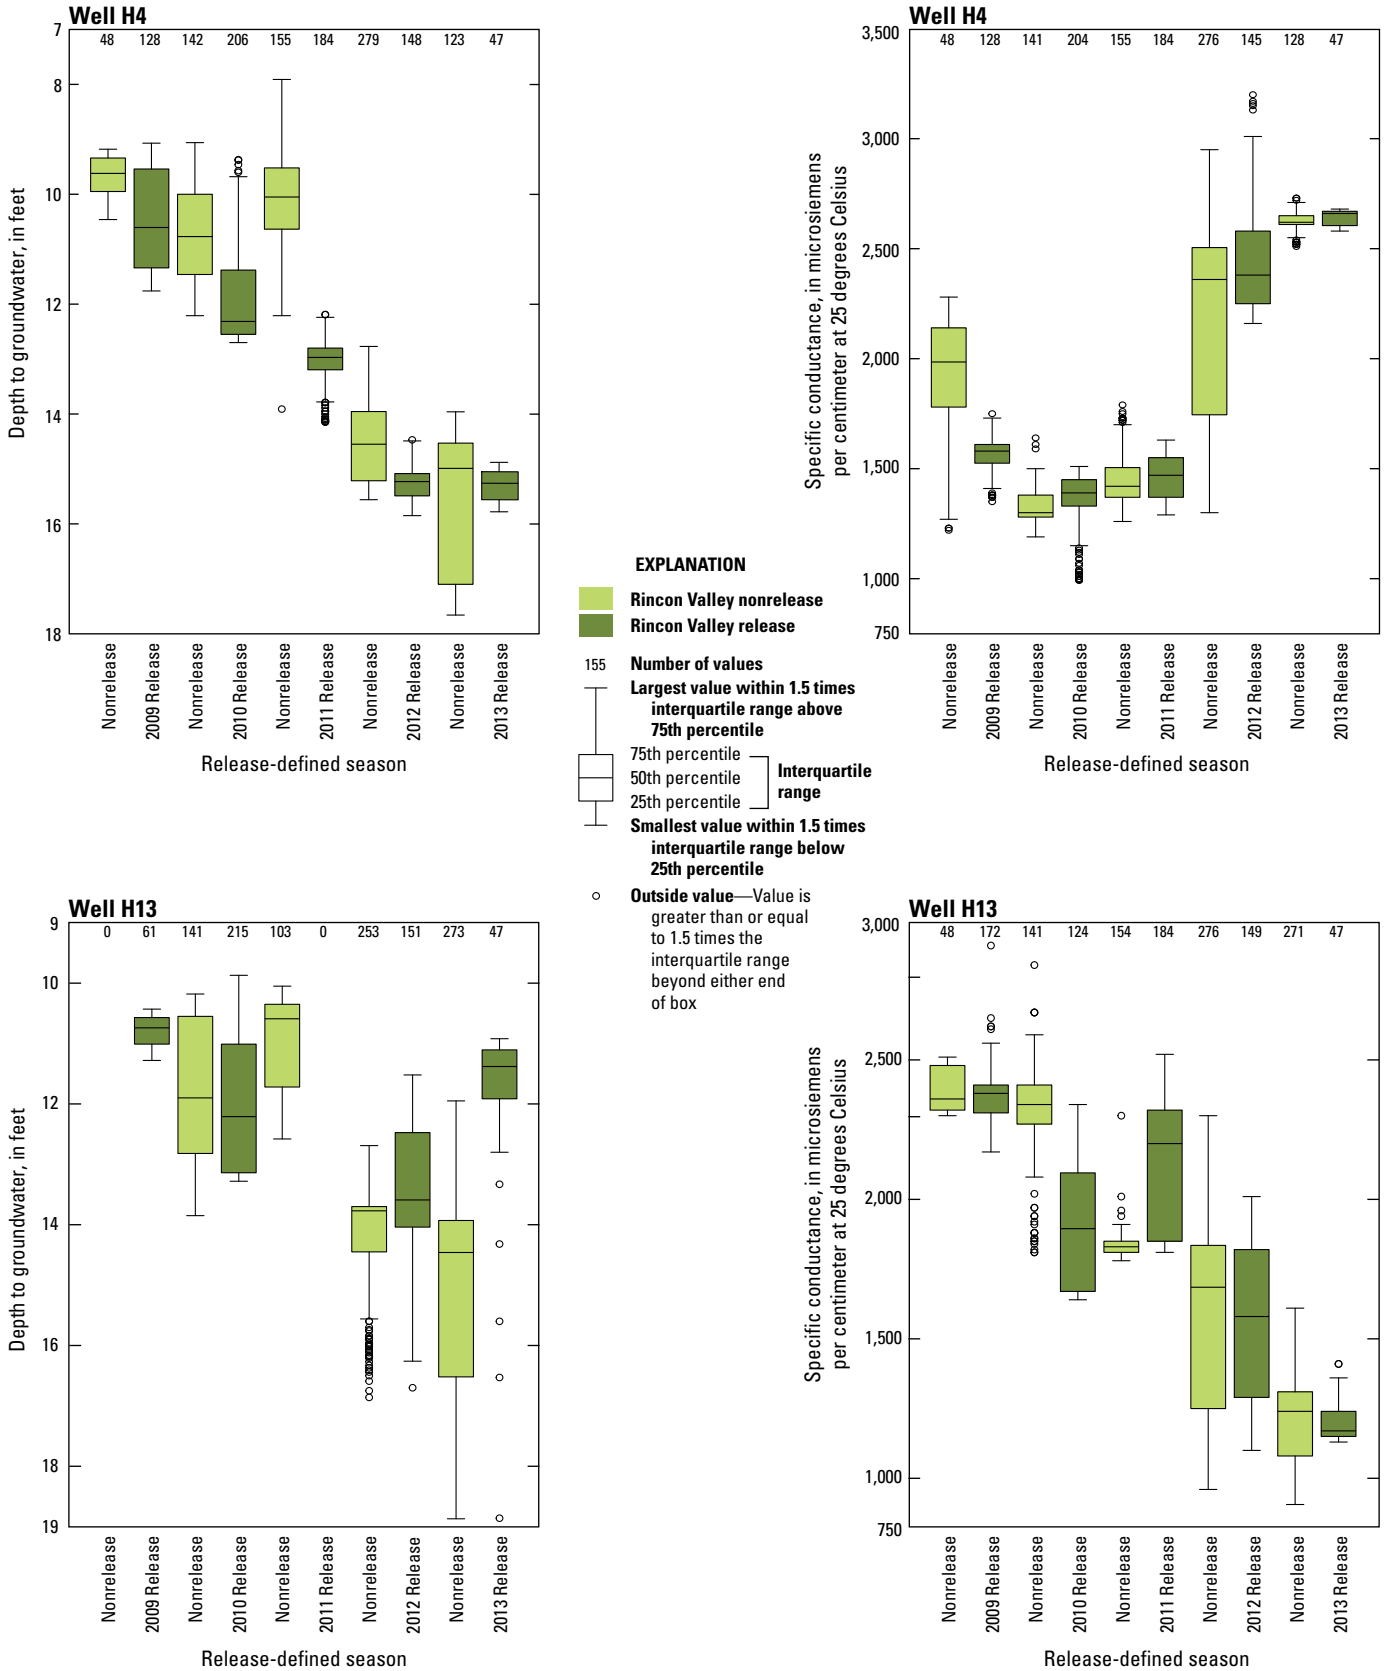 Well H4
7
8
10
12
14
16
18
48 128 142 206 155 184 279 148 123 47
Depth to groundwater, in feet
Nonrelease
2009 Release
Nonrelease
2010 Release
Nonrelease
2011 Release
Nonrelease
2012 Release
Nonrelease
2013 Release
Release-defined season
Well H4
3,500
3,000
2,500
2,000
1,500
1,000
750
48 128 141 204 155 184 276 145 128 47
Specific conductance, in microsiemens
per centimeter at 25 degrees Celsius
Nonrelease
2009 Release
Nonrelease
2010 Release
Nonrelease
2011 Release
Nonrelease
2012 Release
Nonrelease
2013 Release
Release-defined season
EXPLANATION
Rincon Valley nonrelease
Rincon Valley release
155 Number of values
Largest value within 1.5 times
interquartile range above
75th percentile
75th percentile
50th percentile
25th percentile
Interquartile
range
Smallest value within 1.5 times
interquartile range below
25th percentile
Outside value—Value is
greater than or equal
to 1.5 times the
interquartile range
beyond either end
of box
Well H13
9
10
12
14
16
18
19
0 61 141 215 103 0 253 151 273 47
Depth to groundwater, in feet
Nonrelease
2009 Release
Nonrelease
2010 Release
Nonrelease
2011 Release
Nonrelease
2012 Release
Nonrelease
2013 Release
Release-defined season
Well H13
3,000
2,500
2,000
1,500
1,000
750
48 172 141 124 154 184 276 149 271 47
Specific conductance, in microsiemens
per centimeter at 25 degrees Celsius
Nonrelease
2009 Release
Nonrelease
2010 Release
Nonrelease
2011 Release
Nonrelease
2012 Release
Nonrelease
2013 Release
Release-defined season